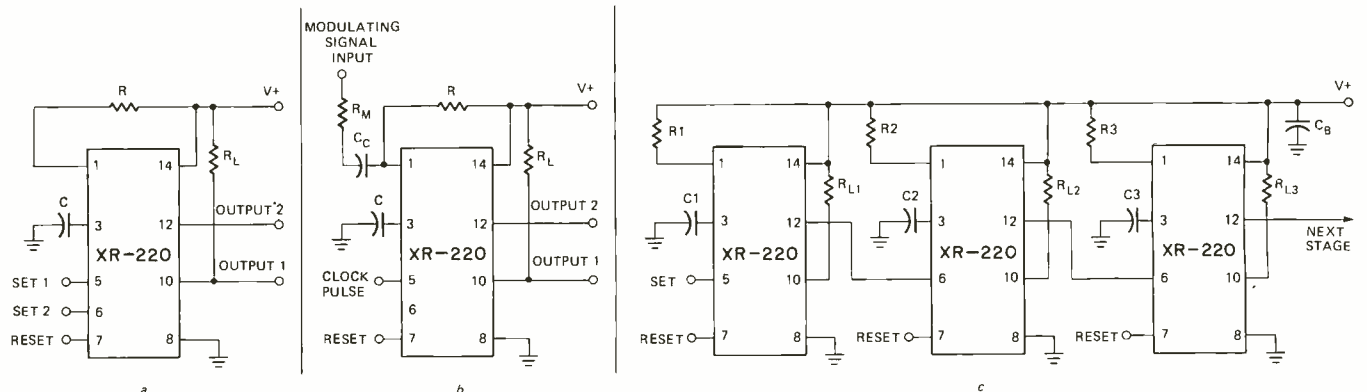 R
V+
R_L
1
14
C
3
12
OUTPUT 2
XR-220
SET 1
5
10
OUTPUT 1
SET 2
6
RESET
7
8
a
MODULATING
SIGNAL
INPUT
R_M
R
V+
C_C
R_L
1
14
C
3
12
OUTPUT 2
XR-220
CLOCK
PULSE
5
10
OUTPUT 1
6
RESET
7
8
b
V+
R1
R2
R3
C_B
1
14
R_L1
C1
3
12
XR-220
SET
5
10
RESET
7
8
1
14
R_L2
C2
3
12
XR-220
6
10
RESET
7
8
1
14
R_L3
C3
3
12
NEXT
STAGE
XR-220
6
10
RESET
7
8
c